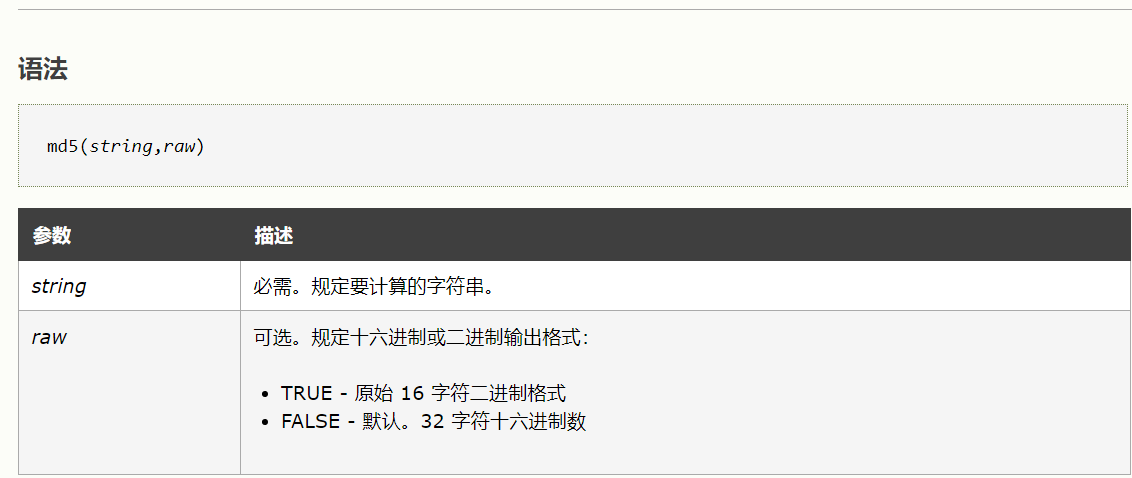 语法
md5(string,raw)
参数 描述
string 必需。规定要计算的字符串。
raw 可选。规定十六进制或二进制输出格式：
• TRUE - 原始 16 字符二进制格式
• FALSE - 默认。32 字符十六进制数